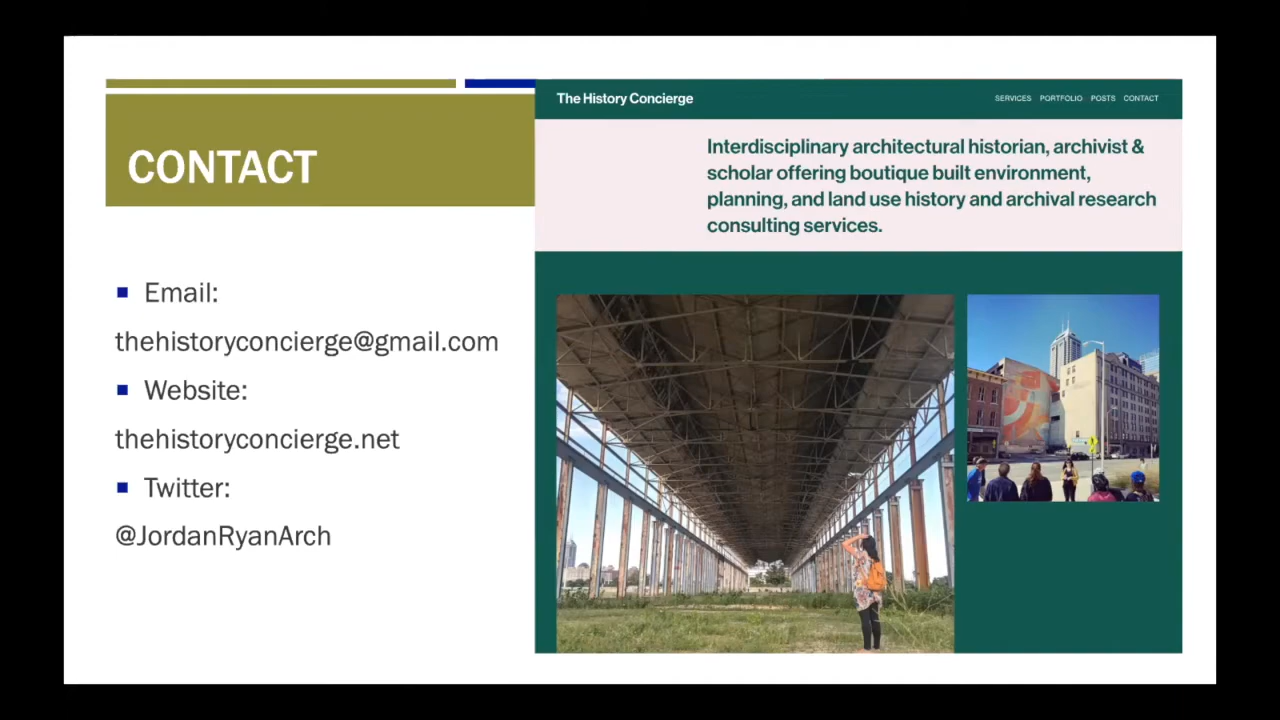 CONTACT
Email:
thehistoryconcierge@gmail.com
Website:
thehistoryconcierge.net
Twitter:
@JordanRyanArch
The History Concierge
SERVICES PORTFOLIO POSTS CONTACT
Interdisciplinary architectural historian, archivist &
scholar offering boutique built environment,
planning, and land use history and archival research
consulting services.